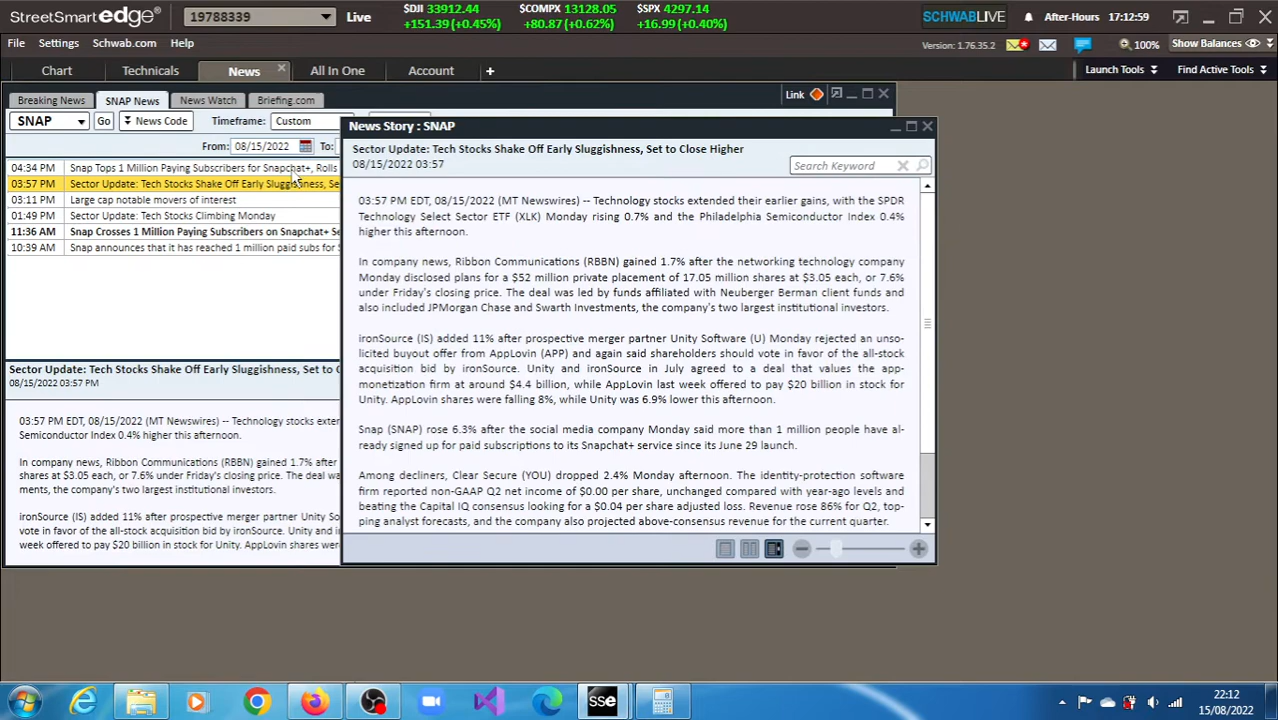 StreetSmart edge
19788339
Live
$DJI 33912.44
+151.39 (+0.45%)
$COMPX 13128.05
+80.87 (+0.62%)
$SPX 4297.14
+16.99 (+0.40%)
SCHWABLIVE
After-Hours
17:12:59
File Settings Schwab.com Help
Version: 1.76.35.2
100%
Show Balances
Chart Technicals News All In One Account
Launch Tools Find Active Tools
Breaking News SNAP News News Watch Briefing.com
Link
SNAP Go News Code Timeframe: Custom
From: 08/15/2022 To:
04:34 PM Snap Tops 1 Million Paying Subscribers for Snapchat+, Rolls
03:57 PM Sector Update: Tech Stocks Shake Off Early Sluggishness, Se
03:11 PM Large cap notable movers of interest
01:49 PM Sector Update: Tech Stocks Climbing Monday
11:36 AM Snap Crosses 1 Million Paying Subscribers on Snapchat+ Se
10:39 AM Snap announces that it has reached 1 million paid subs for S
Sector Update: Tech Stocks Shake Off Early Sluggishness, Set to C
08/15/2022 03:57 PM
03:57 PM EDT, 08/15/2022 (MT Newswires) -- Technology stocks exten
Semiconductor Index 0.4% higher this afternoon.
In company news, Ribbon Communications (RBBN) gained 1.7% after
shares at $3.05 each, or 7.6% under Friday's closing price. The deal wa
ments, the company's two largest institutional investors.
ironSource (IS) added 11% after prospective merger partner Unity So
vote in favor of the all-stock acquisition bid by ironSource. Unity and i
week offered to pay $20 billion in stock for Unity. AppLovin shares wer
News Story : SNAP
Sector Update: Tech Stocks Shake Off Early Sluggishness, Set to Close Higher
08/15/2022 03:57
Search Keyword
03:57 PM EDT, 08/15/2022 (MT Newswires) -- Technology stocks extended their earlier gains, with the SPDR
Technology Select Sector ETF (XLK) Monday rising 0.7% and the Philadelphia Semiconductor Index 0.4%
higher this afternoon.
In company news, Ribbon Communications (RBBN) gained 1.7% after the networking technology company
Monday disclosed plans for a $52 million private placement of 17.05 million shares at $3.05 each, or 7.6%
under Friday's closing price. The deal was led by funds affiliated with Neuberger Berman client funds and
also included JPMorgan Chase and Swarth Investments, the company's two largest institutional investors.
ironSource (IS) added 11% after prospective merger partner Unity Software (U) Monday rejected an unso-
licited buyout offer from AppLovin (APP) and again said shareholders should vote in favor of the all-stock
acquisition bid by ironSource. Unity and ironSource in July agreed to a deal that values the app-
monetization firm at around $4.4 billion, while AppLovin last week offered to pay $20 billion in stock for
Unity. AppLovin shares were falling 8%, while Unity was 6.9% lower this afternoon.
Snap (SNAP) rose 6.3% after the social media company Monday said more than 1 million people have al-
ready signed up for paid subscriptions to its Snapchat+ service since its June 29 launch.
Among decliners, Clear Secure (YOU) dropped 2.4% Monday afternoon. The identity-protection software
firm reported non-GAAP Q2 net income of $0.00 per share, unchanged compared with year-ago levels and
beating the Capital IQ consensus looking for a $0.04 per share adjusted loss. Revenue rose 86% for Q2, top-
ping analyst forecasts, and the company also projected above-consensus revenue for the current quarter.
sse
22:12
15/08/2022